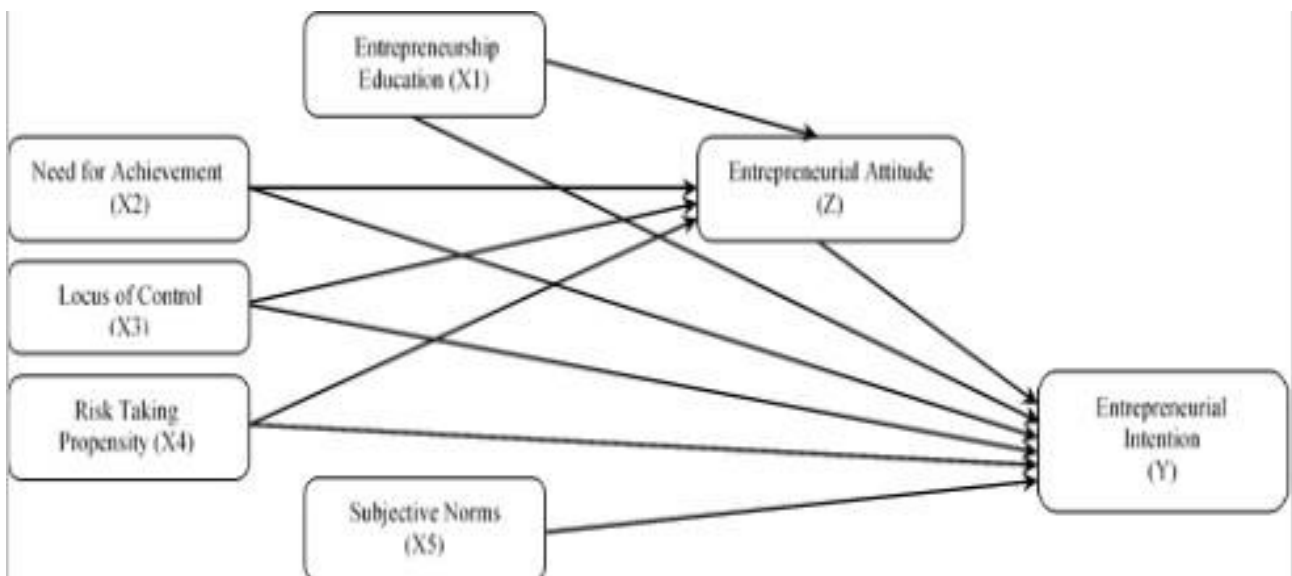 Entrepreneurship
Education (X1)
Need for Achievement
(X2)
Entrepreneurial Attitude
(Z)
Locus of Control
(X3)
Risk Taking
Propensity (X4)
Entrepreneurial
Intention
(Y)
Subjective Norms
(X5)